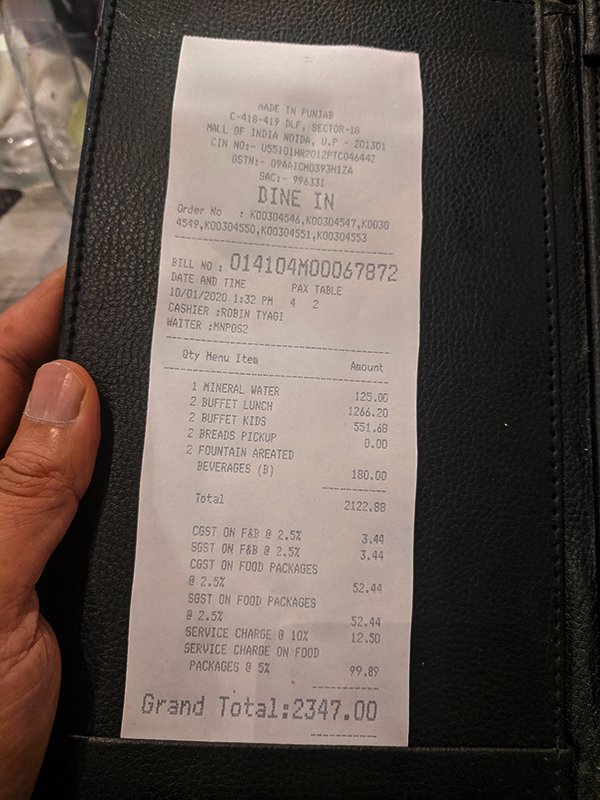 MADE IN PUNJAB
C-418-419 DLF, SECTOR-18
MALL OF INDIA NOIDA, U.P - 201301
CIN NO:- U55101HR2012PTC046442
GSTN:- 09AAICM0393H1ZA
SAC:- 996331
DINE IN
Order No : K00304546,K00304547,K0030
4549,K00304550,K00304551,K00304553
BILL NO : 014104M00067872
DATE AND TIME PAX TABLE
10/01/2020 1:32 PM 4 2
CASHIER :ROBIN TYAGI
WAITER :MNPOS2
Qty Menu Item Amount
1 MINERAL WATER 125.00
2 BUFFET LUNCH 1266.20
2 BUFFET KIDS 551.68
2 BREADS PICKUP 0.00
2 FOUNTAIN AREATED
BEVERAGES (B) 180.00
Total 2122.88
CGST ON F&B @ 2.5% 3.44
SGST ON F&B @ 2.5% 3.44
CGST ON FOOD PACKAGES
@ 2.5% 52.44
SGST ON FOOD PACKAGES
@ 2.5% 52.44
SERVICE CHARGE @ 10% 12.50
SERVICE CHARGE ON FOOD
PACKAGES @ 5% 99.89
Grand Total:2347.00